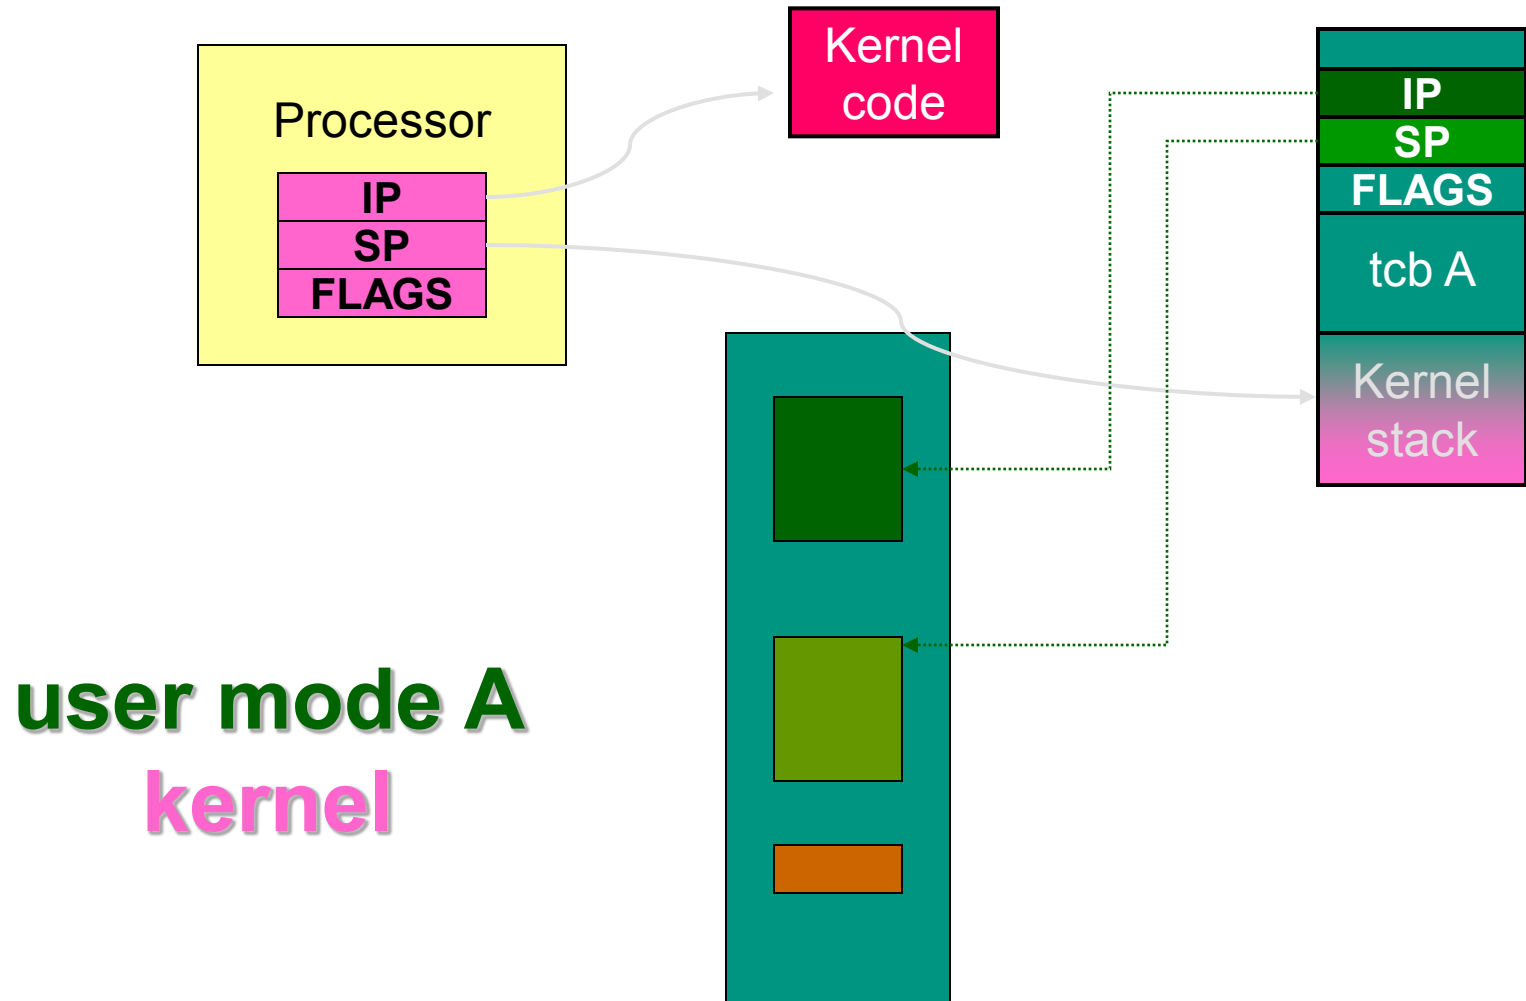 Processor
IP
SP
FLAGS
Kernel
code
IP
SP
FLAGS
tcb A
Kernel
stack
user mode A
kernel